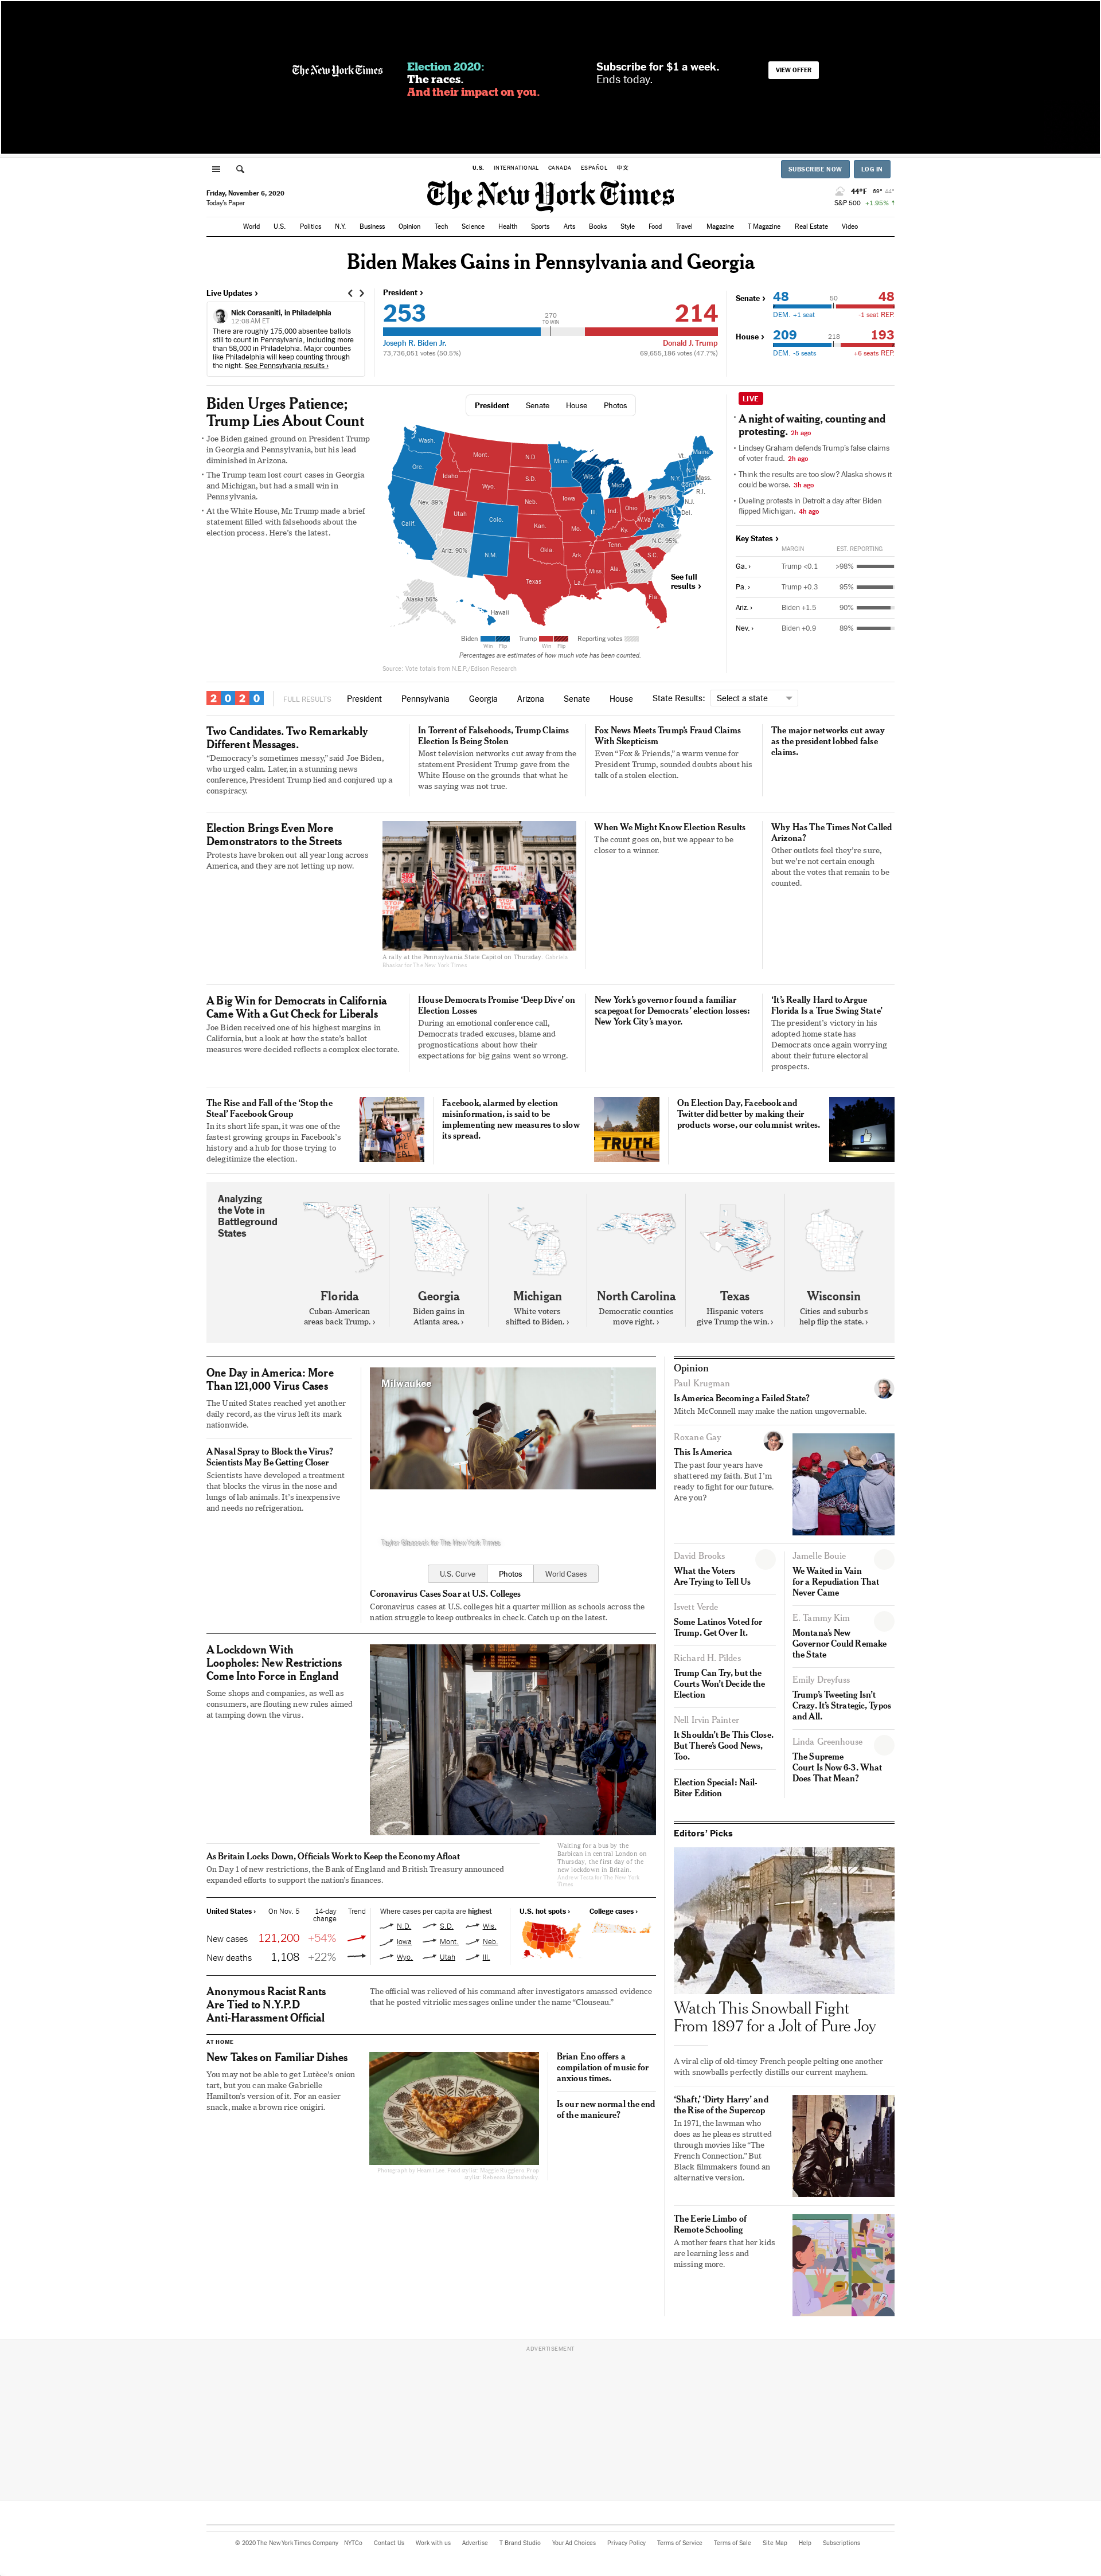 The New York Times
Election 2020:
The races.
And their impact on you.
Subscribe for $1 a week.
Ends today.
VIEW OFFER
U.S. INTERNATIONAL CANADA ESPAÑOL 中文
SUBSCRIBE NOW LOG IN
Friday, November 6, 2020
Today's Paper
The New York Times
44°F 69° 44°
S&P 500 +1.95% ↑
World U.S. Politics N.Y. Business Opinion Tech Science Health Sports Arts Books Style Food Travel Magazine T Magazine Real Estate Video
Biden Makes Gains in Pennsylvania and Georgia
Live Updates ›
Nick Corasaniti, in Philadelphia
12:08 AM ET
There are roughly 175,000 absentee ballots
still to count in Pennsylvania, including more
than 58,000 in Philadelphia. Major counties
like Philadelphia will keep counting through
the night. See Pennsylvania results ›
President ›
253
270
TO WIN
214
Joseph R. Biden Jr.
Donald J. Trump
73,736,051 votes (50.5%)
69,655,186 votes (47.7%)
Senate › 48 50 48
DEM. +1 seat -1 seat REP.
House › 209 218 193
DEM. -5 seats +6 seats REP.
Biden Urges Patience;
Trump Lies About Count
Joe Biden gained ground on President Trump
in Georgia and Pennsylvania, but his lead
diminished in Arizona.
The Trump team lost court cases in Georgia
and Michigan, but had a small win in
Pennsylvania.
At the White House, Mr. Trump made a brief
statement filled with falsehoods about the
election process. Here's the latest.
President Senate House Photos
Wash.
Ore.
Calif.
Nev. 89%
Idaho
Mont.
Wyo.
Utah
Colo.
Ariz. 90%
N.M.
N.D.
S.D.
Neb.
Kan.
Okla.
Texas
Minn.
Iowa
Mo.
Ark.
La.
Wis.
Ill.
Mich.
Ind.
Ohio
Ky.
Tenn.
Miss.
Ala.
Ga.
>98%
Fla.
S.C.
N.C. 95%
Va.
W.Va.
Pa. 95%
N.Y.
Vt.
N.H.
Maine
Mass.
Conn.
R.I.
N.J.
Del.
Alaska 56%
Hawaii
See full
results ›
Biden Win Flip Trump Win Flip Reporting votes
Percentages are estimates of how much vote has been counted.
Source: Vote totals from N.E.P./Edison Research
LIVE
A night of waiting, counting and
protesting. 2h ago
Lindsey Graham defends Trump's false claims
of voter fraud. 2h ago
Think the results are too slow? Alaska shows it
could be worse. 3h ago
Dueling protests in Detroit a day after Biden
flipped Michigan. 4h ago
Key States ›
MARGIN EST. REPORTING
Ga. › Trump <0.1 >98%
Pa. › Trump +0.3 95%
Ariz. › Biden +1.5 90%
Nev. › Biden +0.9 89%
2020 FULL RESULTS President Pennsylvania Georgia Arizona Senate House State Results: Select a state
Two Candidates. Two Remarkably
Different Messages.
“Democracy's sometimes messy,” said Joe Biden,
who urged calm. Later, in a stunning news
conference, President Trump lied and conjured up a
conspiracy.
In Torrent of Falsehoods, Trump Claims
Election Is Being Stolen
Most television networks cut away from the
statement President Trump gave from the
White House on the grounds that what he
was saying was not true.
Fox News Meets Trump's Fraud Claims
With Skepticism
Even “Fox & Friends,” a warm venue for
President Trump, sounded doubts about his
talk of a stolen election.
The major networks cut away
as the president lobbed false
claims.
Election Brings Even More
Demonstrators to the Streets
Protests have broken out all year long across
America, and they are not letting up now.
A rally at the Pennsylvania State Capitol on Thursday. Gabriela
Bhaskar for The New York Times
When We Might Know Election Results
The count goes on, but we appear to be
closer to a winner.
Why Has The Times Not Called
Arizona?
Other outlets feel they're sure,
but we're not certain enough
about the votes that remain to be
counted.
A Big Win for Democrats in California
Came With a Gut Check for Liberals
Joe Biden received one of his highest margins in
California, but a look at how the state's ballot
measures were decided reflects a complex electorate.
House Democrats Promise ‘Deep Dive’ on
Election Losses
During an emotional conference call,
Democrats traded excuses, blame and
prognostications about how their
expectations for big gains went so wrong.
New York's governor found a familiar
scapegoat for Democrats' election losses:
New York City's mayor.
‘It's Really Hard to Argue
Florida Is a True Swing State’
The president's victory in his
adopted home state has
Democrats once again worrying
about their future electoral
prospects.
The Rise and Fall of the ‘Stop the
Steal’ Facebook Group
In its short life span, it was one of the
fastest growing groups in Facebook's
history and a hub for those trying to
delegitimize the election.
Facebook, alarmed by election
misinformation, is said to be
implementing new measures to slow
its spread.
TRUTH
On Election Day, Facebook and
Twitter did better by making their
products worse, our columnist writes.
Analyzing
the Vote in
Battleground
States
Florida
Cuban-American
areas back Trump. ›
Georgia
Biden gains in
Atlanta area. ›
Michigan
White voters
shifted to Biden. ›
North Carolina
Democratic counties
move right. ›
Texas
Hispanic voters
give Trump the win. ›
Wisconsin
Cities and suburbs
help flip the state. ›
One Day in America: More
Than 121,000 Virus Cases
The United States reached yet another
daily record, as the virus left its mark
nationwide.
A Nasal Spray to Block the Virus?
Scientists May Be Getting Closer
Scientists have developed a treatment
that blocks the virus in the nose and
lungs of lab animals. It's inexpensive
and needs no refrigeration.
Milwaukee
Taylor Glascock for The New York Times
U.S. Curve Photos World Cases
Coronavirus Cases Soar at U.S. Colleges
Coronavirus cases at U.S. colleges hit a quarter million as schools across the
nation struggle to keep outbreaks in check. Catch up on the latest.
A Lockdown With
Loopholes: New Restrictions
Come Into Force in England
Some shops and companies, as well as
consumers, are flouting new rules aimed
at tamping down the virus.
As Britain Locks Down, Officials Work to Keep the Economy Afloat
On Day 1 of new restrictions, the Bank of England and British Treasury announced
expanded efforts to support the nation's finances.
Waiting for a bus by the
Barbican in central London on
Thursday, the first day of the
new lockdown in Britain.
Andrew Testa for The New York
Times
United States › On Nov. 5 14-day change Trend
New cases 121,200 +54%
New deaths 1,108 +22%
Where cases per capita are highest
N.D. S.D. Wis.
Iowa Mont. Neb.
Wyo. Utah Ill.
U.S. hot spots › College cases ›
Anonymous Racist Rants
Are Tied to N.Y.P.D
Anti-Harassment Official
The official was relieved of his command after investigators amassed evidence
that he posted vitriolic messages online under the name “Clouseau.”
AT HOME
New Takes on Familiar Dishes
You may not be able to get Lutèce's onion
tart, but you can make Gabrielle
Hamilton's version of it. For an easier
snack, make a brown rice onigiri.
Brian Eno offers a
compilation of music for
anxious times.
Is our new normal the end
of the manicure?
Opinion
Paul Krugman
Is America Becoming a Failed State?
Mitch McConnell may make the nation ungovernable.
Roxane Gay
This Is America
The past four years have
shattered my faith. But I'm
ready to fight for our future.
Are you?
David Brooks
What the Voters
Are Trying to Tell Us
Isvett Verde
Some Latinos Voted for
Trump. Get Over It.
Richard H. Pildes
Trump Can Try, but the
Courts Won't Decide the
Election
Nell Irvin Painter
It Shouldn't Be This Close.
But There's Good News,
Too.
Election Special: Nail-
Biter Edition
Jamelle Bouie
We Waited in Vain
for a Repudiation That
Never Came
E. Tammy Kim
Montana's New
Governor Could Remake
the State
Emily Dreyfuss
Trump's Tweeting Isn't
Crazy. It's Strategic, Typos
and All.
Linda Greenhouse
The Supreme
Court Is Now 6-3. What
Does That Mean?
Editors' Picks
Watch This Snowball Fight
From 1897 for a Jolt of Pure Joy
A viral clip of old-timey French people pelting one another
with snowballs perfectly distills our current mayhem.
‘Shaft,’ ‘Dirty Harry’ and
the Rise of the Supercop
In 1971, the lawman who
does as he pleases strutted
through movies like “The
French Connection.” But
Black filmmakers found an
alternative version.
The Eerie Limbo of
Remote Schooling
A mother fears that her kids
are learning less and
missing more.
ADVERTISEMENT
© 2020 The New York Times Company NYTCo Contact Us Work with us Advertise T Brand Studio Your Ad Choices Privacy Policy Terms of Service Terms of Sale Site Map Help Subscriptions